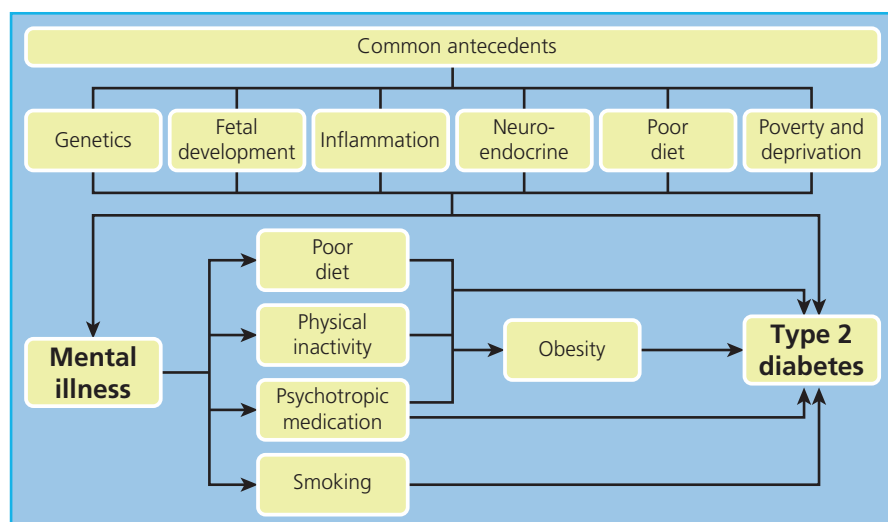 Common antecedents
Genetics
Fetal
development
Inflammation
Neuro-
endocrine
Poor
diet
Poverty and
deprivation
Poor
diet
Physical
inactivity
Psychotropic
medication
Smoking
Mental
illness
Obesity
Type 2
diabetes